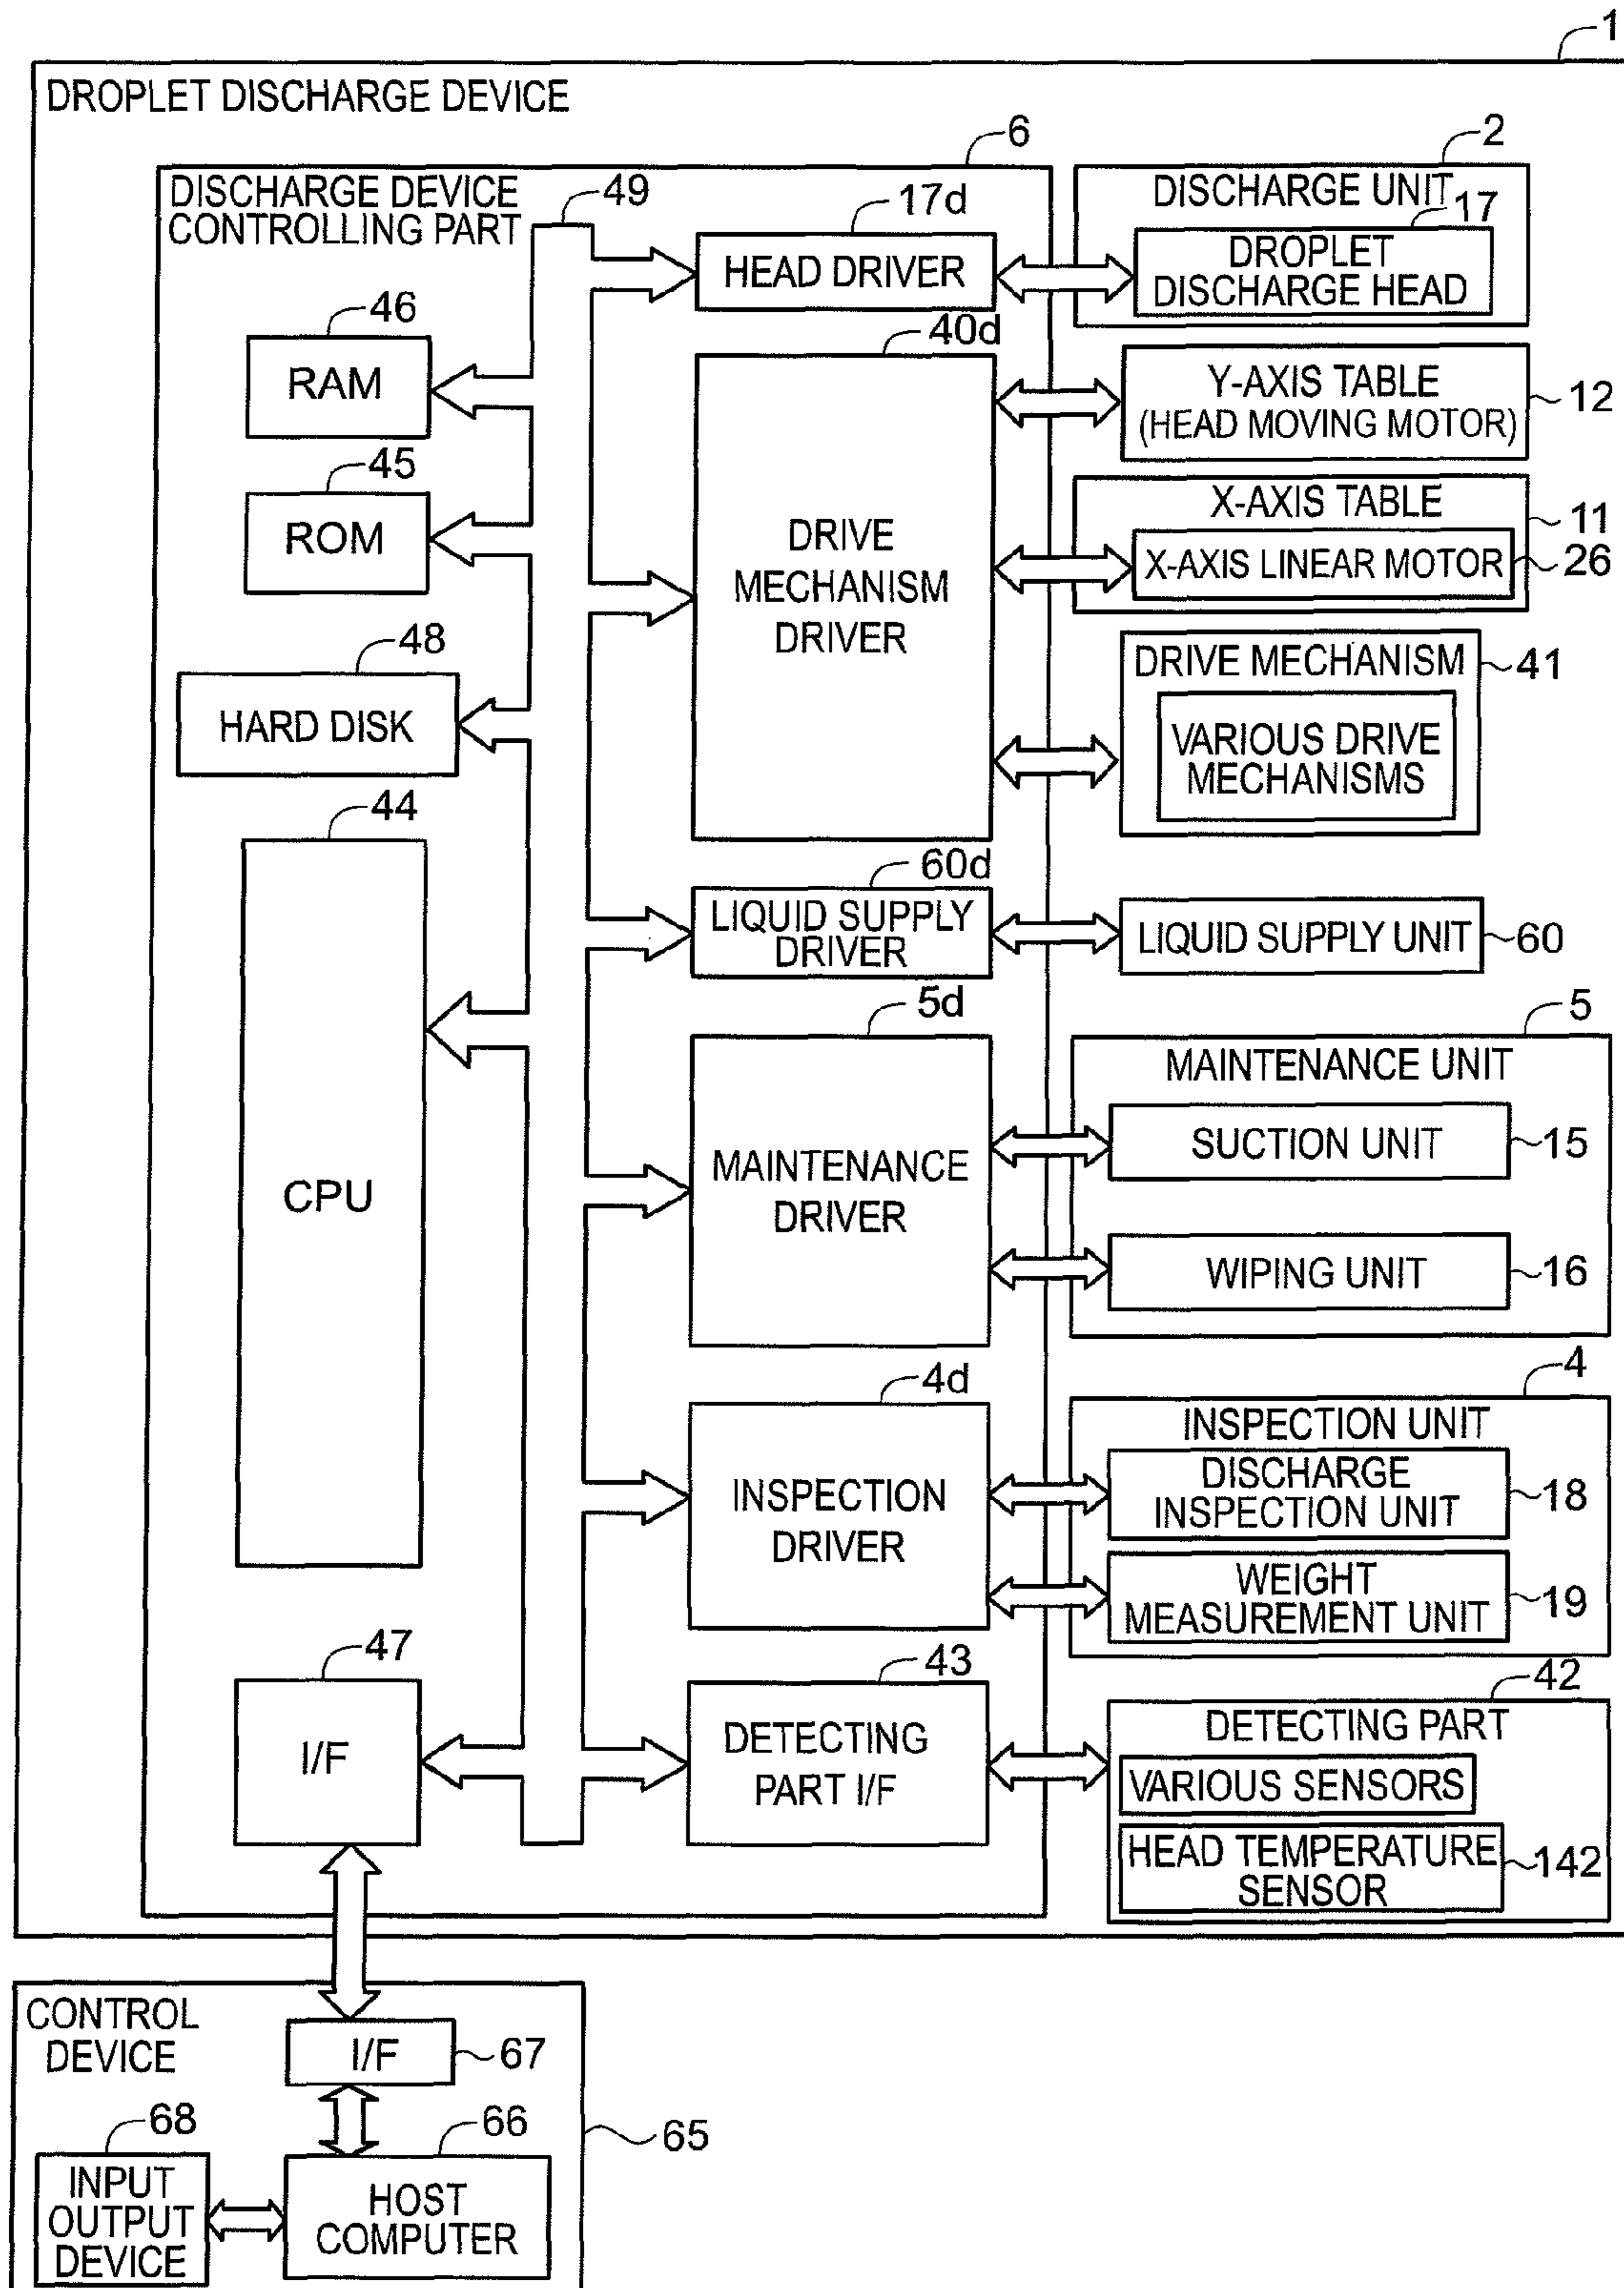 1
DROPLET DISCHARGE DEVICE
6
2
DISCHARGE DEVICE
CONTROLLING PART
49
17d
DISCHARGE UNIT
17
HEAD DRIVER
DROPLET
DISCHARGE HEAD
46
RAM
40d
Y-AXIS TABLE
(HEAD MOVING MOTOR)
12
45
ROM
DRIVE
MECHANISM
DRIVER
X-AXIS TABLE
11
X-AXIS LINEAR MOTOR
26
48
HARD DISK
DRIVE MECHANISM
41
VARIOUS DRIVE
MECHANISMS
44
CPU
60d
LIQUID SUPPLY
DRIVER
LIQUID SUPPLY UNIT
60
5d
5
MAINTENANCE
DRIVER
MAINTENANCE UNIT
SUCTION UNIT
15
WIPING UNIT
16
4d
4
INSPECTION
DRIVER
INSPECTION UNIT
DISCHARGE
INSPECTION UNIT
18
WEIGHT
MEASUREMENT UNIT
19
47
I/F
43
DETECTING
PART I/F
42
DETECTING PART
VARIOUS SENSORS
HEAD TEMPERATURE
SENSOR
142
CONTROL
DEVICE
I/F
67
68
66
65
INPUT
OUTPUT
DEVICE
HOST
COMPUTER